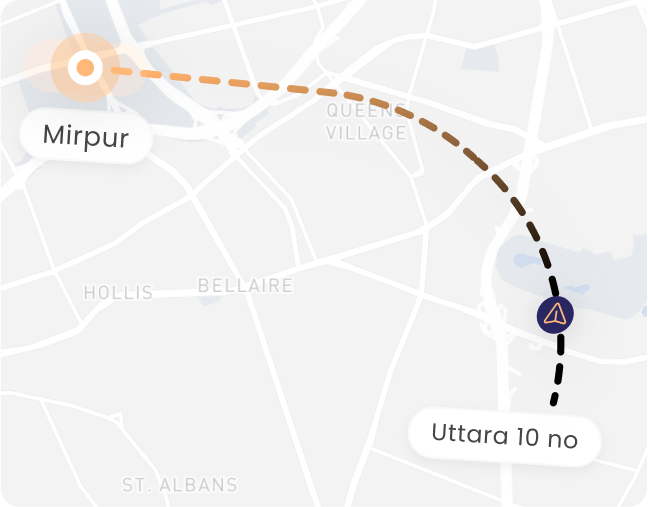 Mirpur
QUEENS
VILLAGE
HOLLIS
BELLAIRE
Uttara 10 no
ST. ALBANS